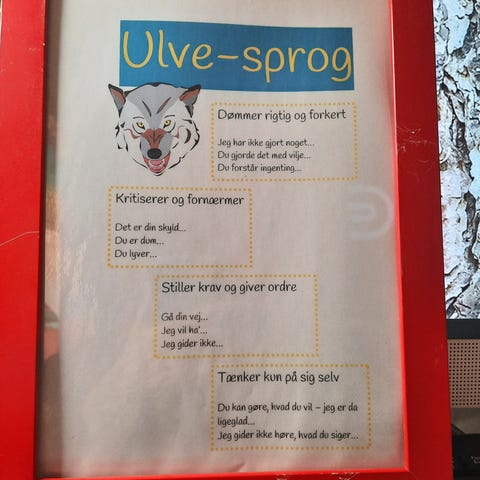 Ulve-sprog
Dømmer rigtig og forkert
Jeg har ikke gjort noget...
Du gjorde det med vilje...
Du forstår ingenting...
Kritiserer og fornærmer
Det er din skyld...
Du er dum...
Du lyver...
Stiller krav og giver ordre
Gå din vej...
Jeg vil ha'...
Jeg gider ikke...
Tænker kun på sig selv
Du kan gøre, hvad du vil – jeg er da
ligeglad...
Jeg gider ikke høre, hvad du siger...